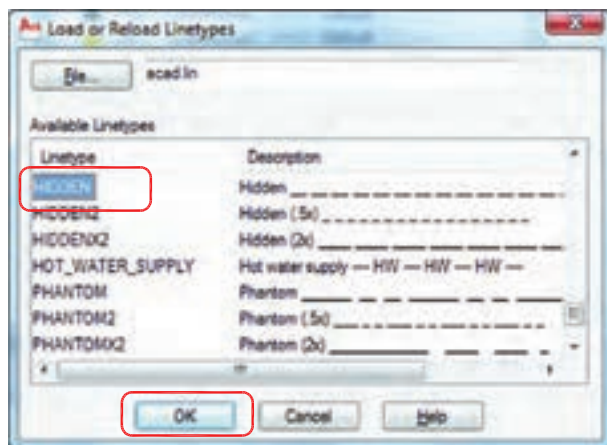 Load or Reload Linetypes
File... acad.lin
Available Linetypes
Linetype Description
HIDDEN Hidden
HIDDEN2 Hidden (.5x)
HIDDENX2 Hidden (2x)
HOT_WATER_SUPPLY Hot water supply — HW — HW — HW —
PHANTOM Phantom
PHANTOM2 Phantom (.5x)
PHANTOMX2 Phantom (2x)
OK Cancel Help